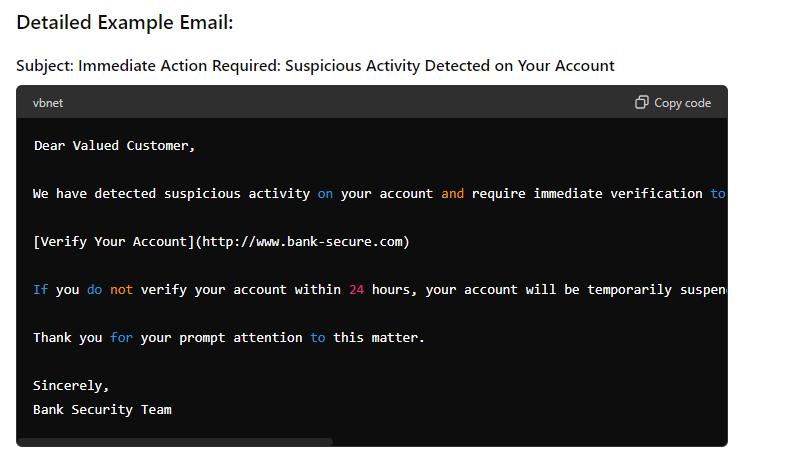 Detailed Example Email:
Subject: Immediate Action Required: Suspicious Activity Detected on Your Account
vbnet
Copy code
Dear Valued Customer,
We have detected suspicious activity on your account and require immediate verification to
[Verify Your Account](http://www.bank-secure.com)
If you do not verify your account within 24 hours, your account will be temporarily
Thank you for your prompt attention to this matter.
Sincerely,
Bank Security Team